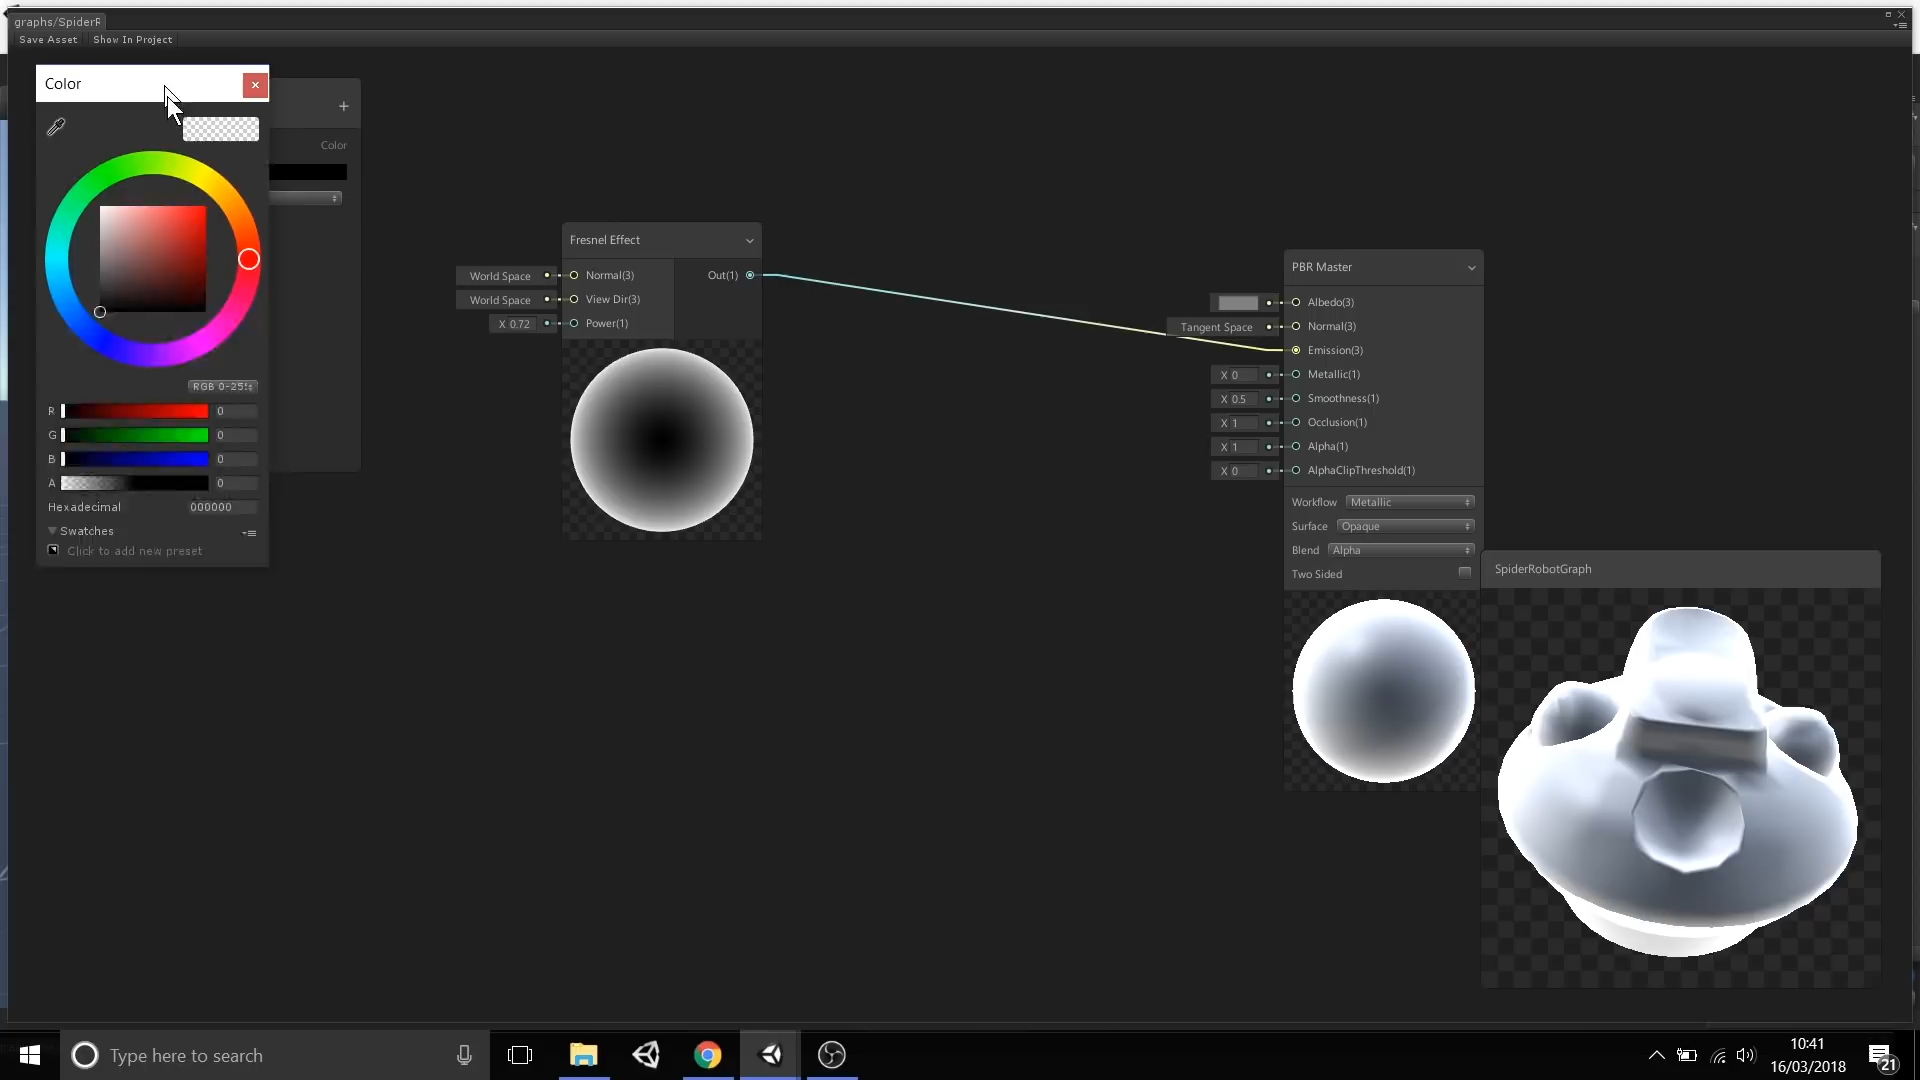 graphs/SpiderR
Save Asset
Show In Project
Color
Color
RGB 0-25
R 0
G 0
B 0
A 0
Hexadecimal 000000
Swatches
Click to add new preset
Fresnel Effect
World Space Normal(3) Out(1)
World Space View Dir(3)
X 0.72 Power(1)
PBR Master
Albedo(3)
Tangent Space Normal(3)
Emission(3)
X 0 Metallic(1)
X 0.5 Smoothness(1)
X 1 Occlusion(1)
X 1 Alpha(1)
X 0 AlphaClipThreshold(1)
Workflow Metallic
Surface Opaque
Blend Alpha
Two Sided
SpiderRobotGraph
Type here to search
10:41
16/03/2018
21